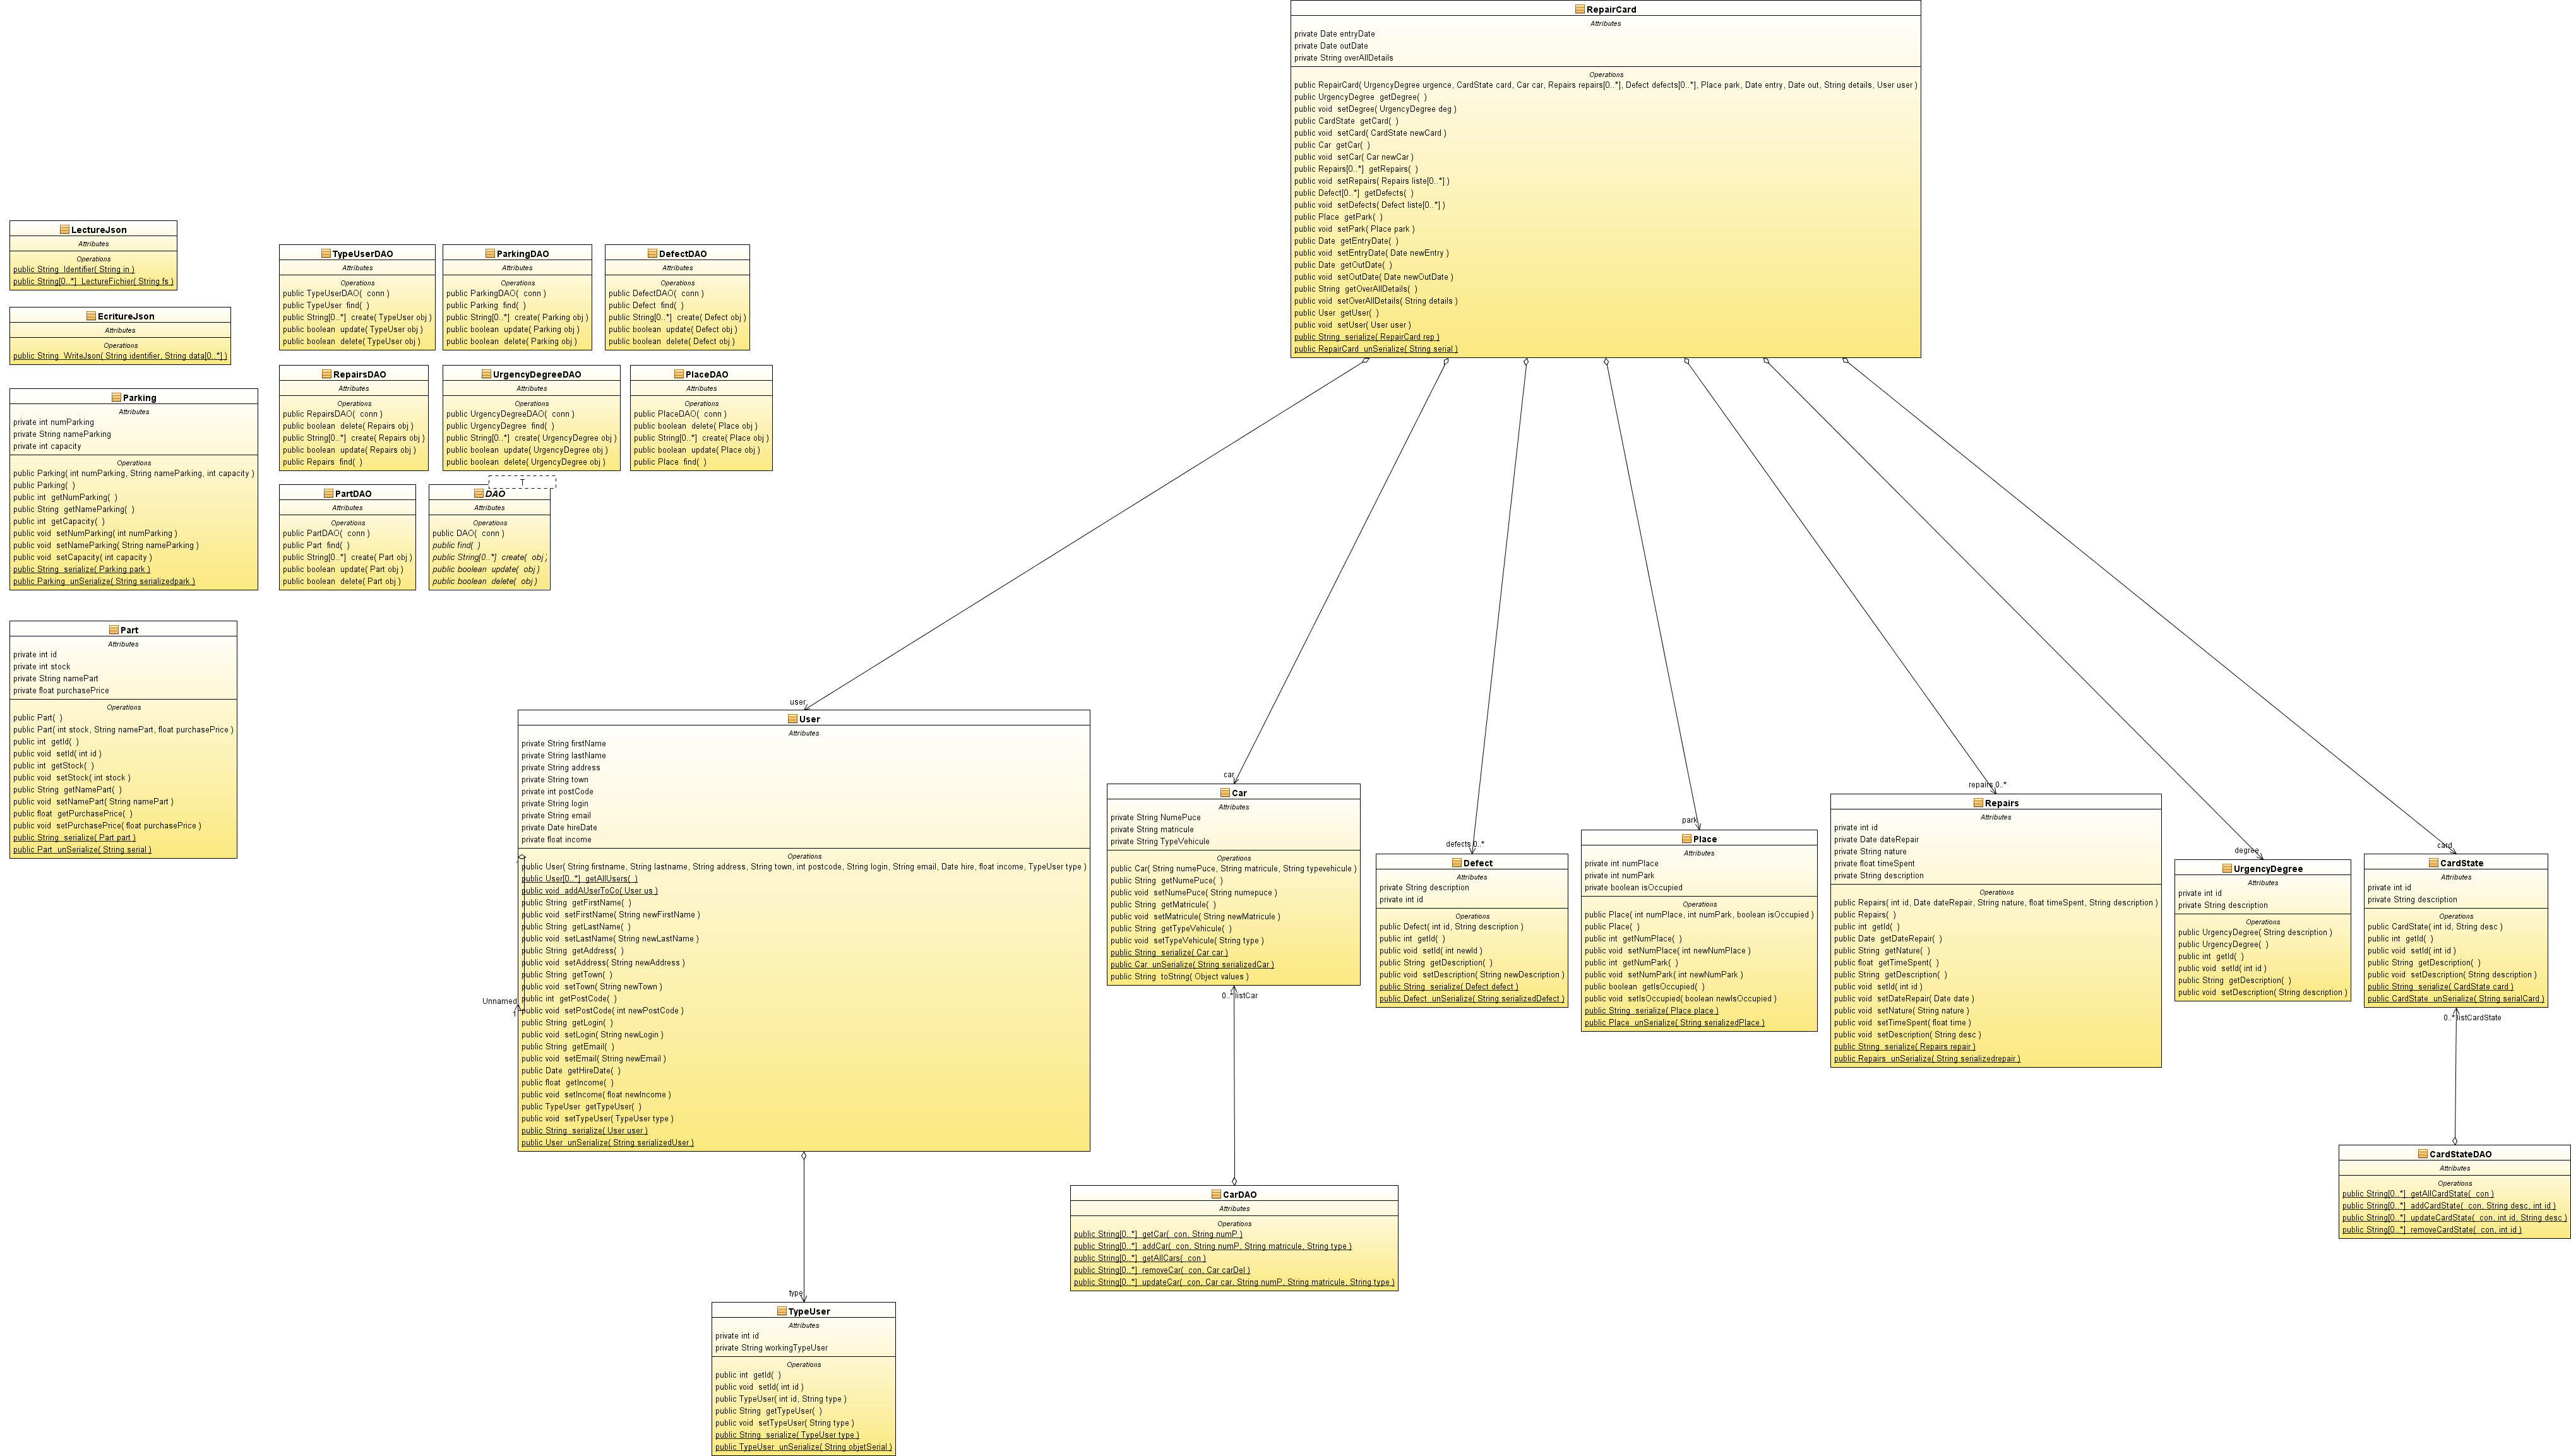 RepairCard
Attributes
private Date entryDate
private Date outDate
private String overAllDetails
Operations
public RepairCard( UrgencyDegree urgence, CardState card, Car car, Repairs repairs[0..*], Defect defects[0..*], Place park, Date entry, Date out, String details, User user )
public UrgencyDegree getDegree( )
public void setDegree( UrgencyDegree deg )
public CardState getCard( )
public void setCard( CardState newCard )
public Car getCar( )
public void setCar( Car newCar )
public Repairs[0..*] getRepairs( )
public void setRepairs( Repairs liste[0..*] )
public Defect[0..*] getDefects( )
public void setDefects( Defect liste[0..*] )
public Place getPark( )
public void setPark( Place park )
public Date getEntryDate( )
public void setEntryDate( Date newEntry )
public Date getOutDate( )
public void setOutDate( Date newOutDate )
public String getOverAllDetails( )
public void setOverAllDetails( String details )
public User getUser( )
public void setUser( User user )
public String serialize( RepairCard rep )
public RepairCard unSerialize( String serial )
LectureJson
Attributes
Operations
public String Identifier( String in )
public String[0..*] LectureFichier( String fs )
EcritureJson
Attributes
Operations
public String WriteJson( String identifier, String data[0..*] )
Parking
Attributes
private int numParking
private String nameParking
private int capacity
Operations
public Parking( int numParking, String nameParking, int capacity )
public Parking( )
public int getNumParking( )
public String getNameParking( )
public int getCapacity( )
public void setNumParking( int numParking )
public void setNameParking( String nameParking )
public void setCapacity( int capacity )
public String serialize( Parking park )
public Parking unSerialize( String serializedpark )
Part
Attributes
private int id
private int stock
private String namePart
private float purchasePrice
Operations
public Part( )
public Part( int stock, String namePart, float purchasePrice )
public int getId( )
public void setId( int id )
public int getStock( )
public void setStock( int stock )
public String getNamePart( )
public void setNamePart( String namePart )
public float getPurchasePrice( )
public void setPurchasePrice( float purchasePrice )
public String serialize( Part part )
public Part unSerialize( String serial )
TypeUserDAO
Attributes
Operations
public TypeUserDAO( conn )
public TypeUser find( )
public String[0..*] create( TypeUser obj )
public boolean update( TypeUser obj )
public boolean delete( TypeUser obj )
ParkingDAO
Attributes
Operations
public ParkingDAO( conn )
public Parking find( )
public String[0..*] create( Parking obj )
public boolean update( Parking obj )
public boolean delete( Parking obj )
DefectDAO
Attributes
Operations
public DefectDAO( conn )
public Defect find( )
public String[0..*] create( Defect obj )
public boolean update( Defect obj )
public boolean delete( Defect obj )
RepairsDAO
Attributes
Operations
public RepairsDAO( conn )
public boolean delete( Repairs obj )
public String[0..*] create( Repairs obj )
public boolean update( Repairs obj )
public Repairs find( )
UrgencyDegreeDAO
Attributes
Operations
public UrgencyDegreeDAO( conn )
public UrgencyDegree find( )
public String[0..*] create( UrgencyDegree obj )
public boolean update( UrgencyDegree obj )
public boolean delete( UrgencyDegree obj )
PlaceDAO
Attributes
Operations
public PlaceDAO( conn )
public boolean delete( Place obj )
public String[0..*] create( Place obj )
public boolean update( Place obj )
public Place find( )
PartDAO
Attributes
Operations
public PartDAO( conn )
public Part find( )
public String[0..*] create( Part obj )
public boolean update( Part obj )
public boolean delete( Part obj )
T
DAO
Attributes
Operations
public DAO( conn )
public find( )
public String[0..*] create( obj )
public boolean update( obj )
public boolean delete( obj )
user
User
Attributes
private String firstName
private String lastName
private String address
private String town
private int postCode
private String login
private String email
private Date hireDate
private float income
Operations
public User( String firstname, String lastname, String address, String town, int postcode, String login, String email, Date hire, float income, TypeUser type )
public User[0..*] getAllUsers( )
public void addAUserToCo( User us )
public String getFirstName( )
public void setFirstName( String newFirstName )
public String getLastName( )
public void setLastName( String newLastName )
public String getAddress( )
public void setAddress( String newAddress )
public String getTown( )
public void setTown( String newTown )
public int getPostCode( )
public void setPostCode( int newPostCode )
public String getLogin( )
public void setLogin( String newLogin )
public String getEmail( )
public void setEmail( String newEmail )
public Date getHireDate( )
public float getIncome( )
public void setIncome( float newIncome )
public TypeUser getTypeUser( )
public void setTypeUser( TypeUser type )
public String serialize( User user )
public User unSerialize( String serializedUser )
Unnamed
1
type
TypeUser
Attributes
private int id
private String workingTypeUser
Operations
public int getId( )
public void setId( int id )
public TypeUser( int id, String type )
public String getTypeUser( )
public void setTypeUser( String type )
public String serialize( TypeUser type )
public TypeUser unSerialize( String objetSerial )
car
Car
Attributes
private String NumePuce
private String matricule
private String TypeVehicule
Operations
public Car( String numePuce, String matricule, String typevehicule )
public String getNumePuce( )
public void setNumePuce( String numepuce )
public String getMatricule( )
public void setMatricule( String newMatricule )
public String getTypeVehicule( )
public void setTypeVehicule( String type )
public String serialize( Car car )
public Car unSerialize( String serializedCar )
public String toString( Object values )
0..* listCar
CarDAO
Attributes
Operations
public String[0..*] getCar( con, String numP )
public String[0..*] addCar( con, String numP, String matricule, String type )
public String[0..*] getAllCars( con )
public String[0..*] removeCar( con, Car carDel )
public String[0..*] updateCar( con, Car car, String numP, String matricule, String type )
defects 0..*
Defect
Attributes
private String description
private int id
Operations
public Defect( int id, String description )
public int getId( )
public void setId( int newId )
public String getDescription( )
public void setDescription( String newDescription )
public String serialize( Defect defect )
public Defect unSerialize( String serializedDefect )
park
Place
Attributes
private int numPlace
private int numPark
private boolean isOccupied
Operations
public Place( int numPlace, int numPark, boolean isOccupied )
public Place( )
public int getNumPlace( )
public void setNumPlace( int newNumPlace )
public int getNumPark( )
public void setNumPark( int newNumPark )
public boolean getIsOccupied( )
public void setIsOccupied( boolean newIsOccupied )
public String serialize( Place place )
public Place unSerialize( String serializedPlace )
repairs 0..*
Repairs
Attributes
private int id
private Date dateRepair
private String nature
private float timeSpent
private String description
Operations
public Repairs( int id, Date dateRepair, String nature, float timeSpent, String description )
public Repairs( )
public int getId( )
public Date getDateRepair( )
public String getNature( )
public float getTimeSpent( )
public String getDescription( )
public void setId( int id )
public void setDateRepair( Date date )
public void setNature( String nature )
public void setTimeSpent( float time )
public void setDescription( String desc )
public String serialize( Repairs repair )
public Repairs unSerialize( String serializedrepair )
degree
UrgencyDegree
Attributes
private int id
private String description
Operations
public UrgencyDegree( String description )
public UrgencyDegree( )
public int getId( )
public void setId( int id )
public String getDescription( )
public void setDescription( String description )
card
CardState
Attributes
private int id
private String description
Operations
public CardState( int id, String desc )
public int getId( )
public void setId( int id )
public String getDescription( )
public void setDescription( String description )
public String serialize( CardState card )
public CardState unSerialize( String serialCard )
0..* listCardState
CardStateDAO
Attributes
Operations
public String[0..*] getAllCardState( con )
public String[0..*] addCardState( con, String desc, int id )
public String[0..*] updateCardState( con, int id, String desc )
public String[0..*] removeCardState( con, int id )